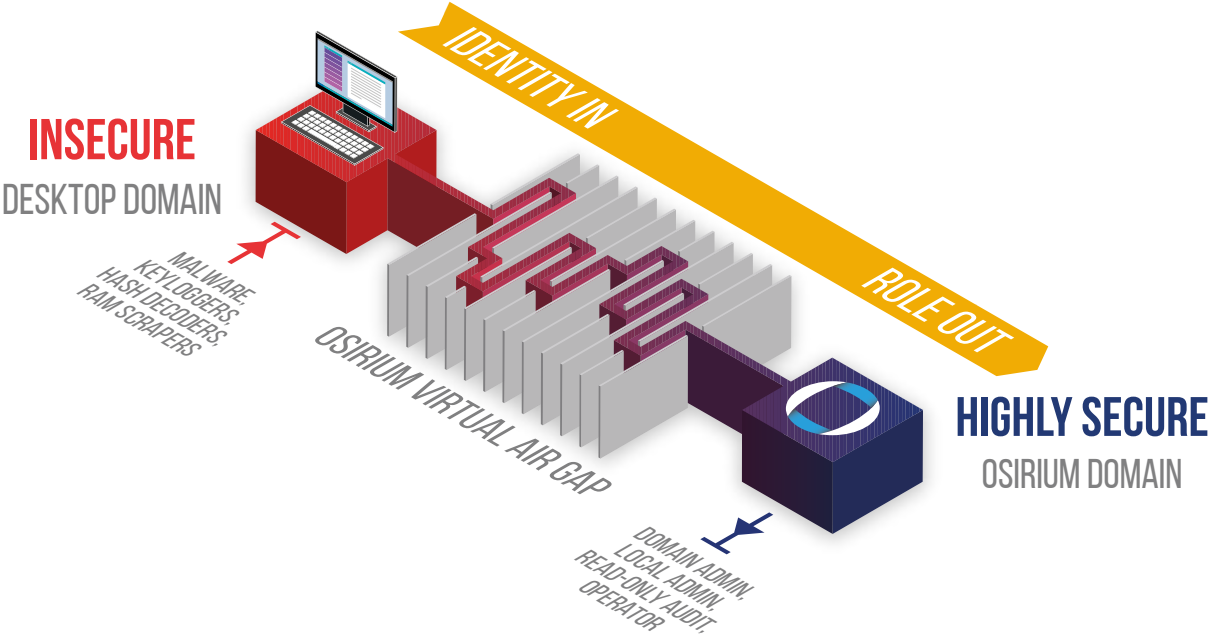 IDENTITY IN
ROLE OUT
INSECURE
DESKTOP DOMAIN
MALWARE,
KEYLOGGERS,
HASH DECODERS,
RAM SCRAPERS
OSIRIUM VIRTUAL AIR GAP
HIGHLY SECURE
OSIRIUM DOMAIN
DOMAIN ADMIN,
LOCAL ADMIN,
READ-ONLY AUDIT,
OPERATOR